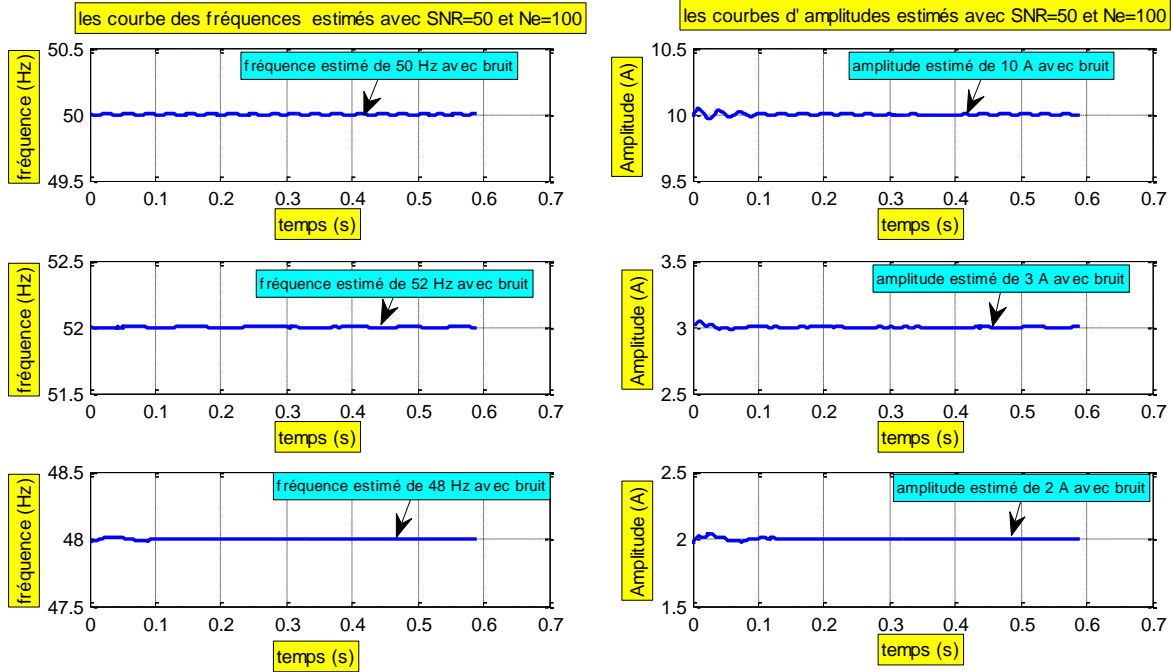 les courbe des fréquences estimés avec SNR=50 et Ne=100
fréquence (Hz)
50.5
50
49.5
fréquence estimé de 50 Hz avec bruit
0 0.1 0.2 0.3 0.4 0.5 0.6 0.7
temps (s)
fréquence (Hz)
52.5
52
51.5
fréquence estimé de 52 Hz avec bruit
0 0.1 0.2 0.3 0.4 0.5 0.6 0.7
temps (s)
fréquence (Hz)
48.5
48
47.5
fréquence estimé de 48 Hz avec bruit
0 0.1 0.2 0.3 0.4 0.5 0.6 0.7
temps (s)
les courbes d' amplitudes estimés avec SNR=50 et Ne=100
Amplitude (A)
10.5
10
9.5
amplitude estimé de 10 A avec bruit
0 0.1 0.2 0.3 0.4 0.5 0.6 0.7
temps (s)
Amplitude (A)
3.5
3
2.5
amplitude estimé de 3 A avec bruit
0 0.1 0.2 0.3 0.4 0.5 0.6 0.7
temps (s)
Amplitude (A)
2.5
2
1.5
amplitude estimé de 2 A avec bruit
0 0.1 0.2 0.3 0.4 0.5 0.6 0.7
temps (s)